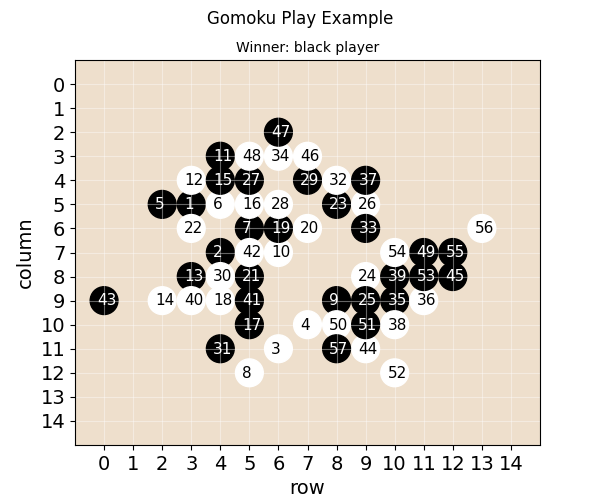 Gomoku Play Example
Winner: black player
0
1
2 47
3 11 48 34 46
4 12 15 27 29 32 37
5 5 1 6 16 28 23 26
6 22 7 19 20 33 56
7 2 42 10 54 49 55
8 13 30 21 24 39 53 45
9 43 14 40 18 41 9 25 35 36
10 17 4 50 51 38
11 31 3 57 44
12 8 52
13
14
column
0 1 2 3 4 5 6 7 8 9 10 11 12 13 14
row